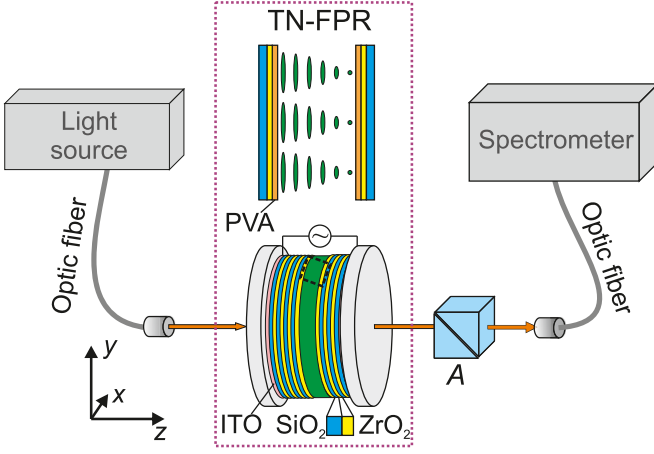 TN-FPR
Light
source
Spectrometer
PVA
Optic fiber
Optic fiber
~
y
x
z
A
ITO
SiO₂
ZrO₂